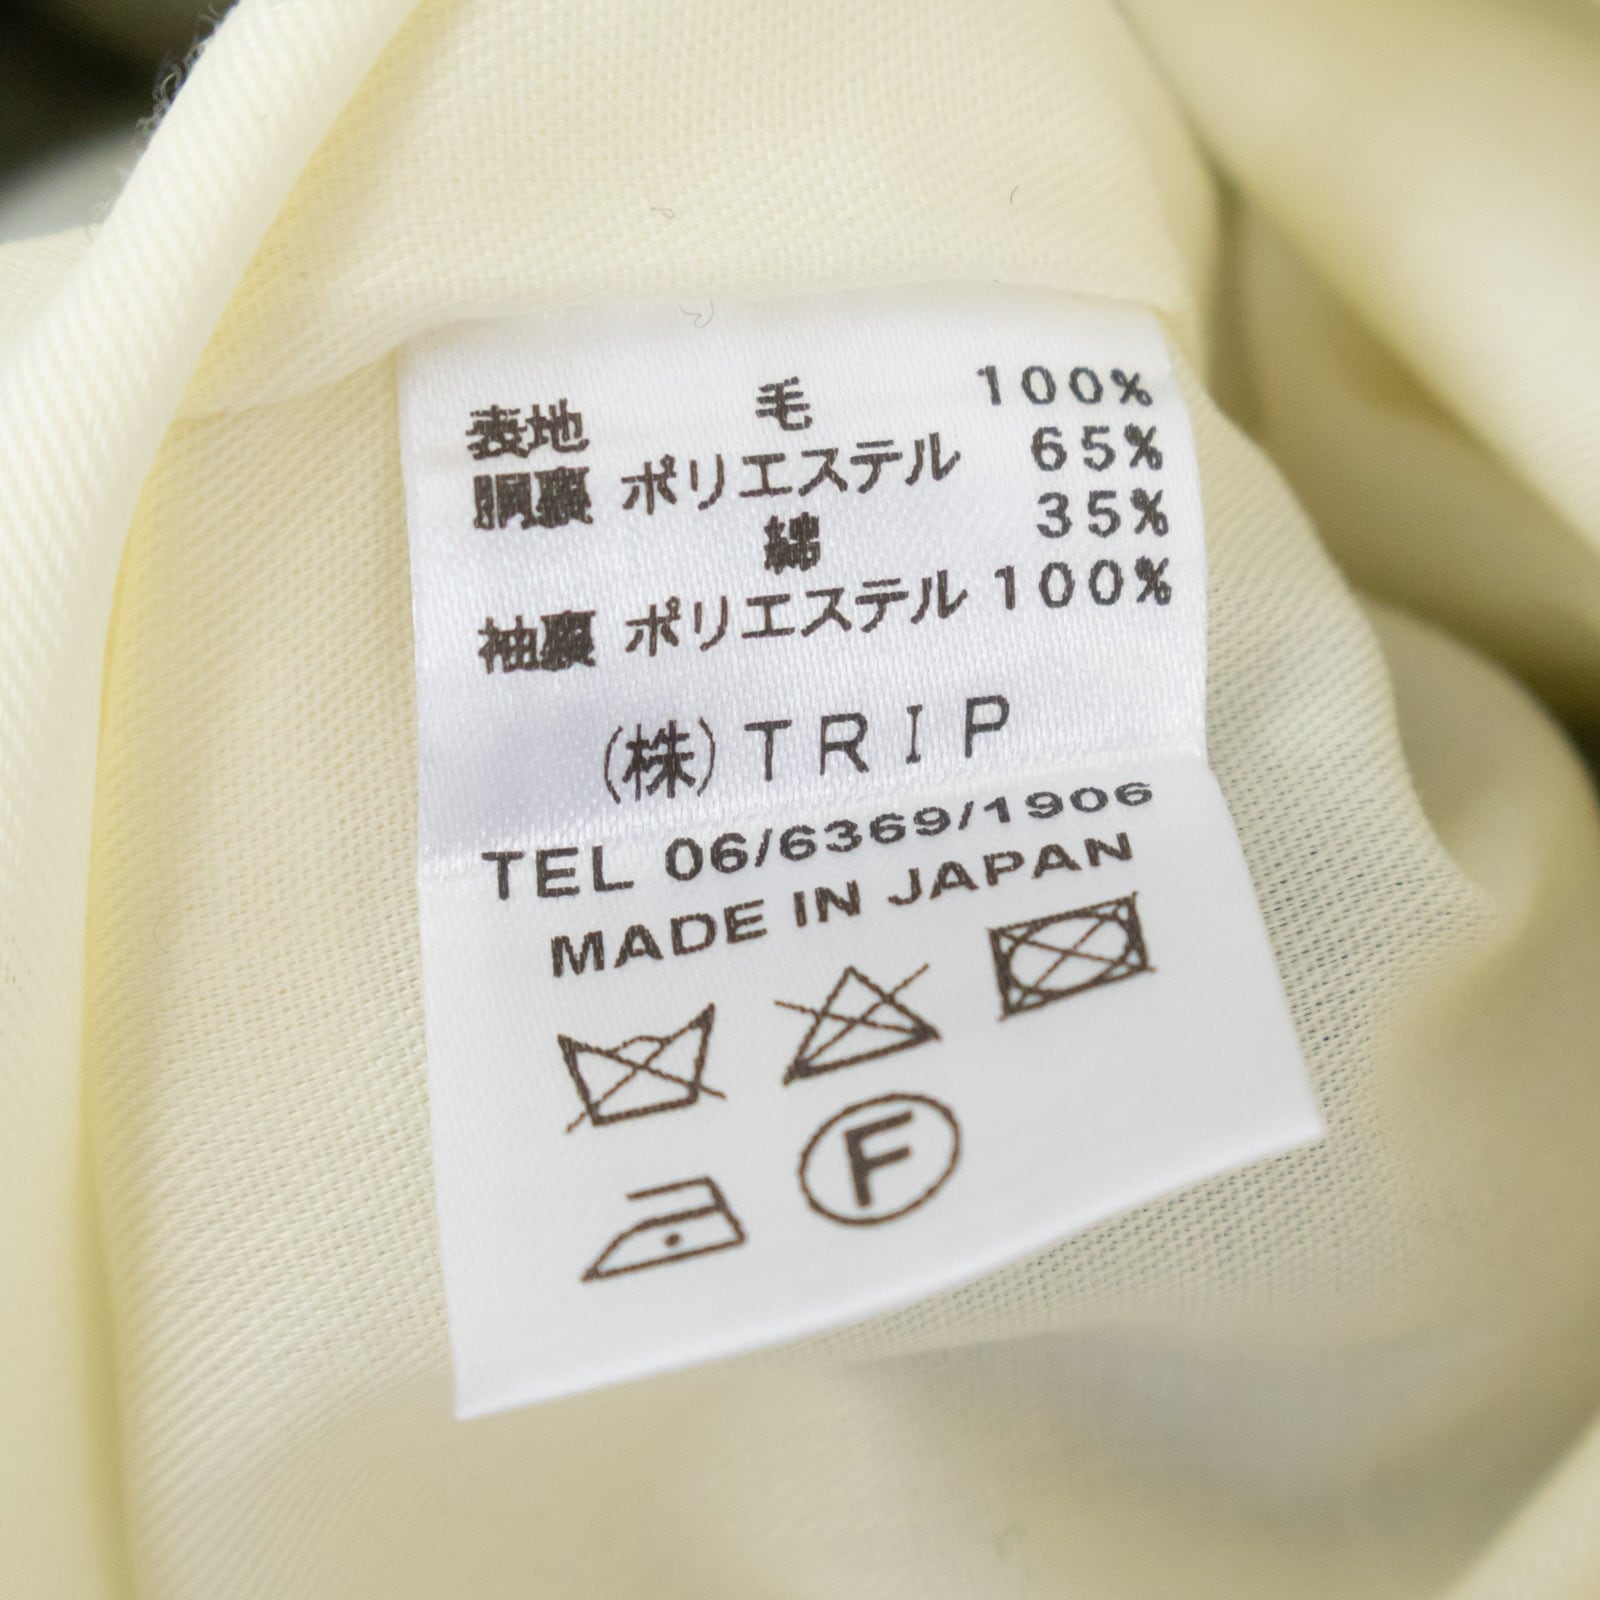 表地 毛 100%
胴裏 ポリエステル 65%
綿 35%
袖裏 ポリエステル 100%
(株)TRIP
TEL 06/6369/1906
MADE IN JAPAN
F